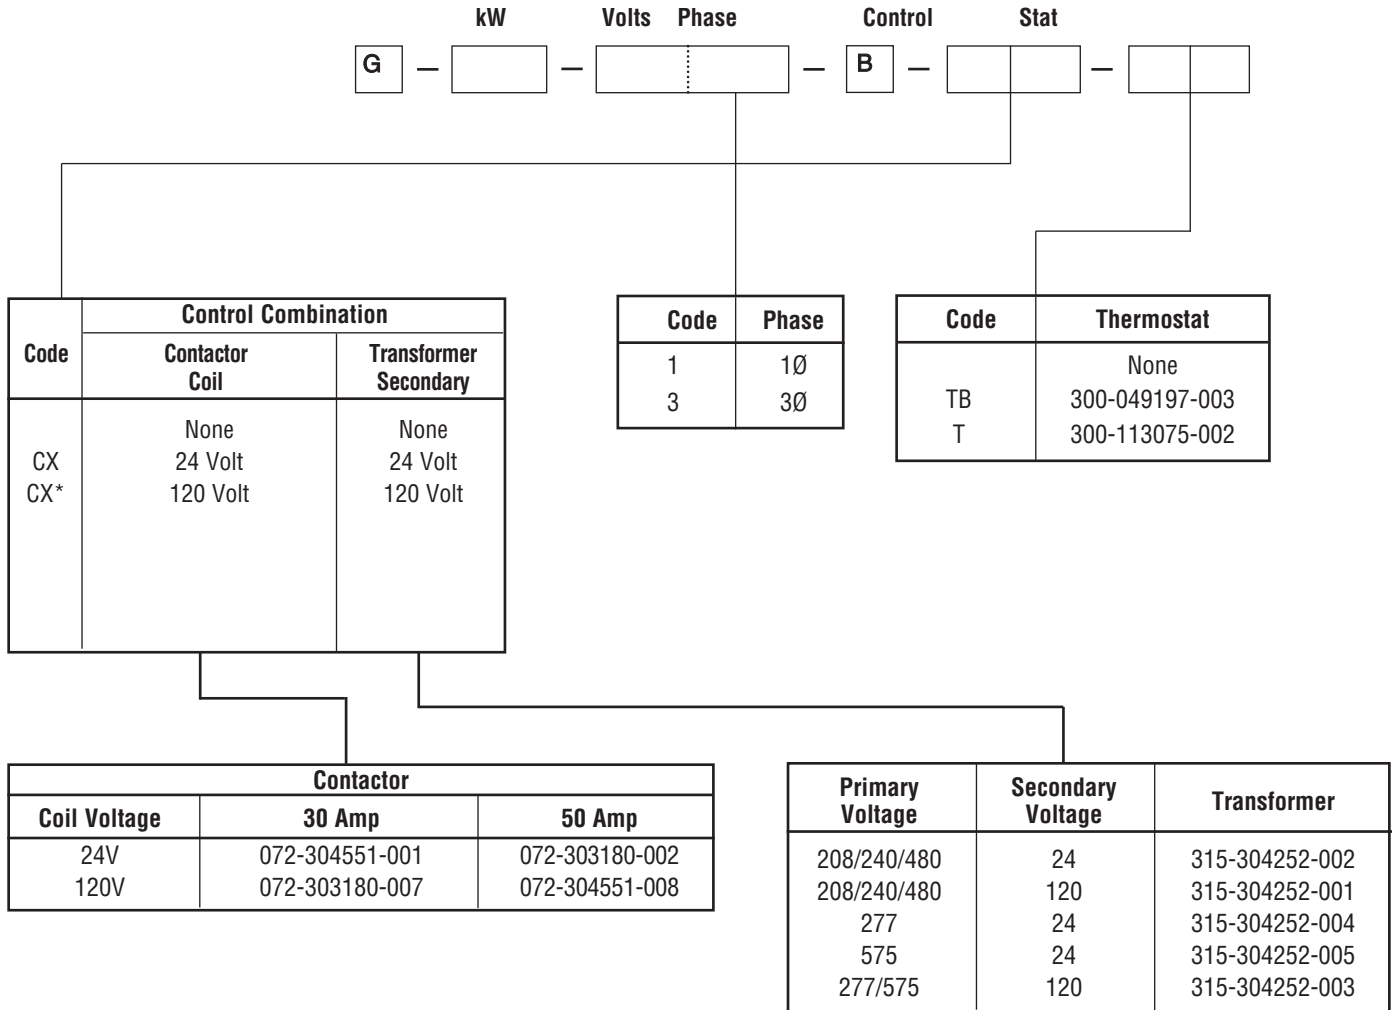 kW Volts Phase Control Stat
G — — — B — —
Control Combination
Code Contactor Coil Transformer Secondary
None None
CX 24 Volt 24 Volt
CX* 120 Volt 120 Volt
Code Phase
1 1Ø
3 3Ø
Code Thermostat
None
TB 300-049197-003
T 300-113075-002
Contactor
Coil Voltage 30 Amp 50 Amp
24V 072-304551-001 072-303180-002
120V 072-303180-007 072-304551-008
Primary Voltage Secondary Voltage Transformer
208/240/480 24 315-304252-002
208/240/480 120 315-304252-001
277 24 315-304252-004
575 24 315-304252-005
277/575 120 315-304252-003